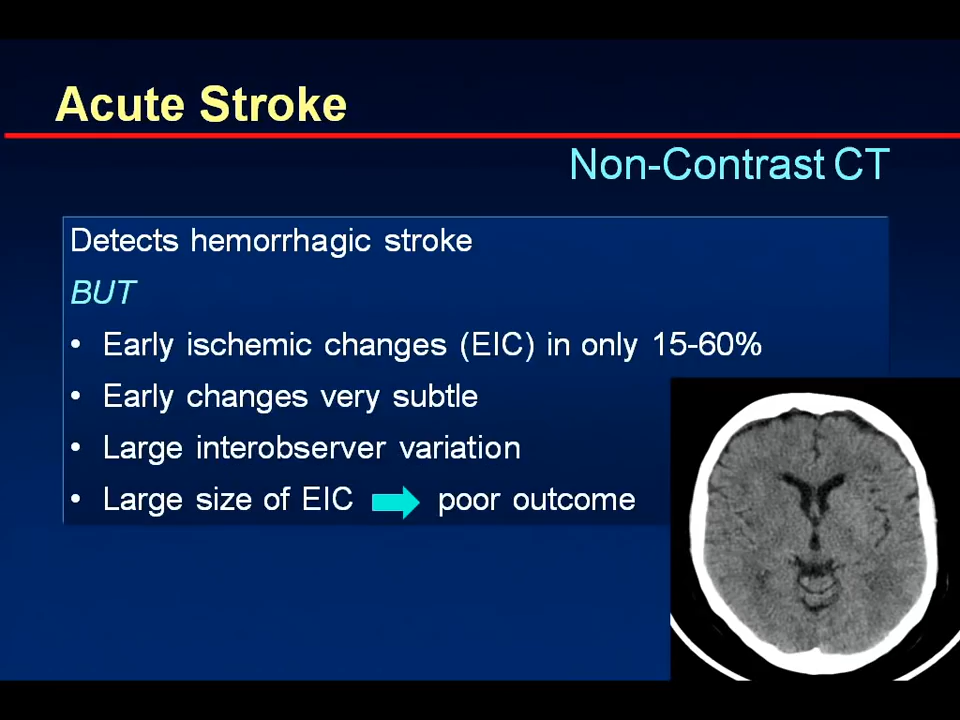 Acute Stroke
Non-Contrast CT
Detects hemorrhagic stroke
BUT
• Early ischemic changes (EIC) in only 15-60%
• Early changes very subtle
• Large interobserver variation
• Large size of EIC poor outcome